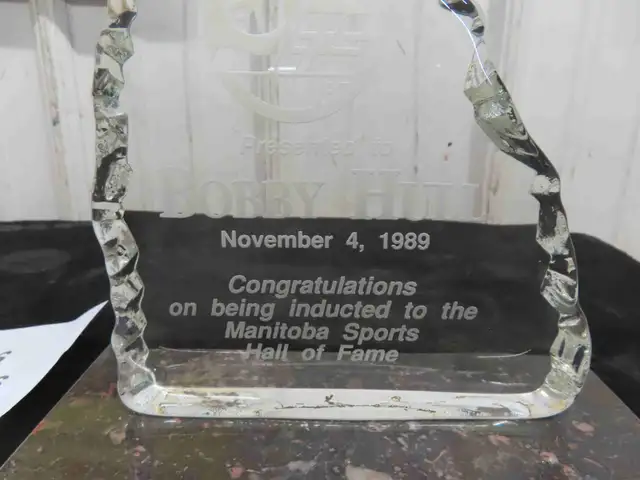 Presented to
BOBBY HULL
November 4, 1989
Congratulations
on being inducted to the
Manitoba Sports
Hall of Fame